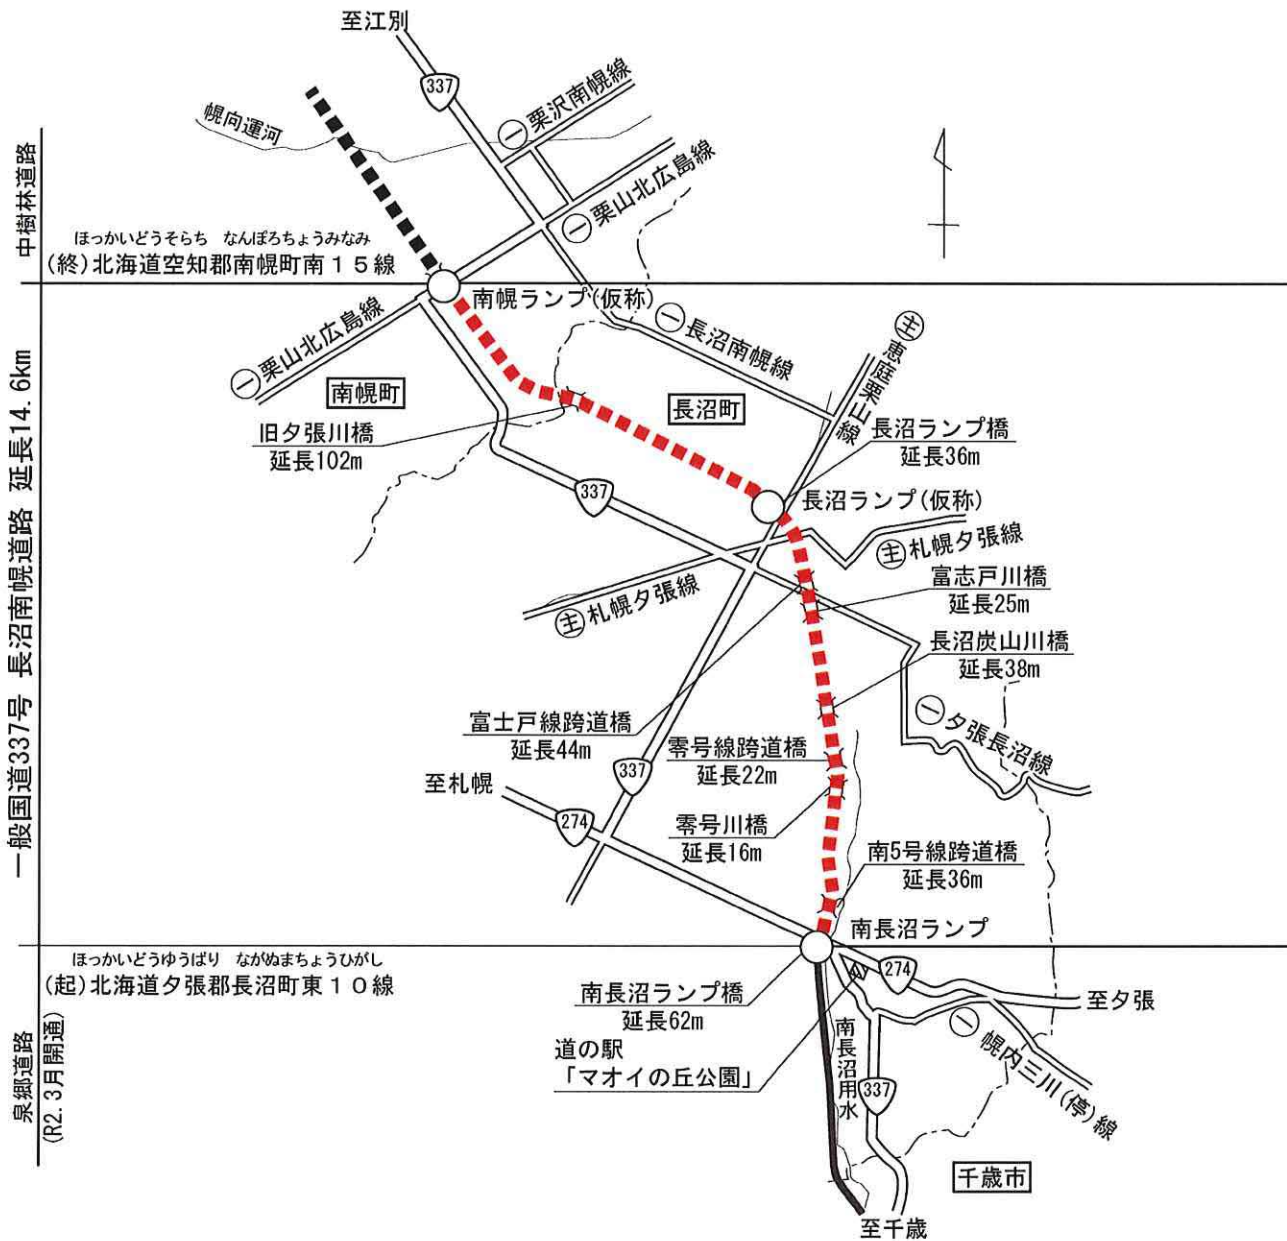 至江別
337
一栗沢南幌線
幌向運河
一栗山北広島線
中樹林道路
ほっかいどうそらち なんぽろちょうみなみ
(終)北海道空知郡南幌町南15線
南幌ランプ(仮称)
一長沼南幌線
主恵庭栗山線
一栗山北広島線
南幌町
長沼町
旧夕張川橋
延長102m
長沼ランプ橋
延長36m
337
長沼ランプ(仮称)
主札幌夕張線
主札幌夕張線
富志戸川橋
延長25m
長沼炭山川橋
延長38m
一般国道337号 長沼南幌道路 延長14.6km
富士戸線跨道橋
延長44m
一夕張長沼線
零号線跨道橋
延長22m
337
至札幌
274
零号川橋
延長16m
南5号線跨道橋
延長36m
南長沼ランプ
ほっかいどうゆうばり ながぬまちょうひがし
(起)北海道夕張郡長沼町東10線
274
至夕張
南長沼ランプ橋
延長62m
道の駅
「マオイの丘公園」
南長沼用水
337
一幌内三川(停)線
泉郷道路
(R2.3月開通)
千歳市
至千歳